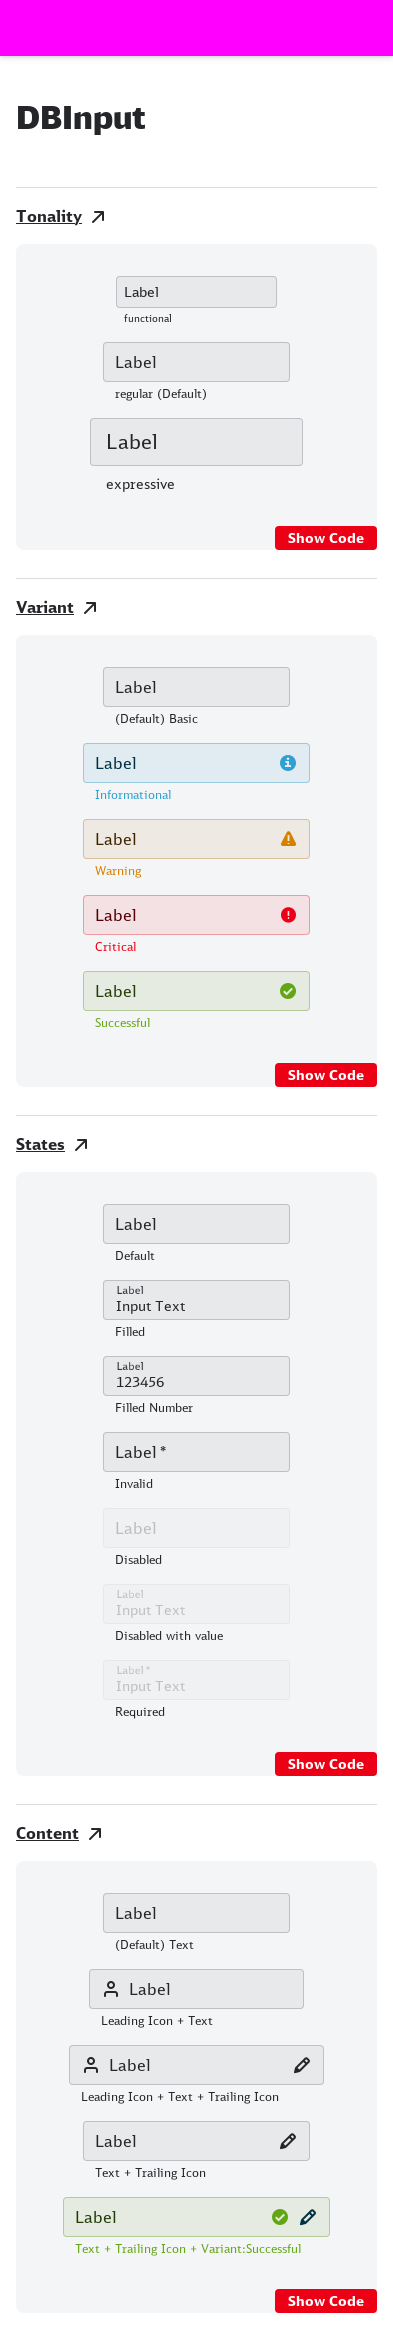 DBInput
Tonality
Label
functional
Label
regular (Default)
Label
expressive
Show Code
Variant
Label
(Default) Basic
Label
Informational
Label
Warning
Label
Critical
Label
Successful
Show Code
States
Label
Default
Label
Input Text
Filled
Label
123456
Filled Number
Label *
Invalid
Label
Disabled
Label
Input Text
Disabled with value
Label *
Input Text
Required
Show Code
Content
Label
(Default) Text
Label
Leading Icon + Text
Label
Leading Icon + Text + Trailing Icon
Label
Text + Trailing Icon
Label
Text + Trailing Icon + Variant:Successful
Show Code